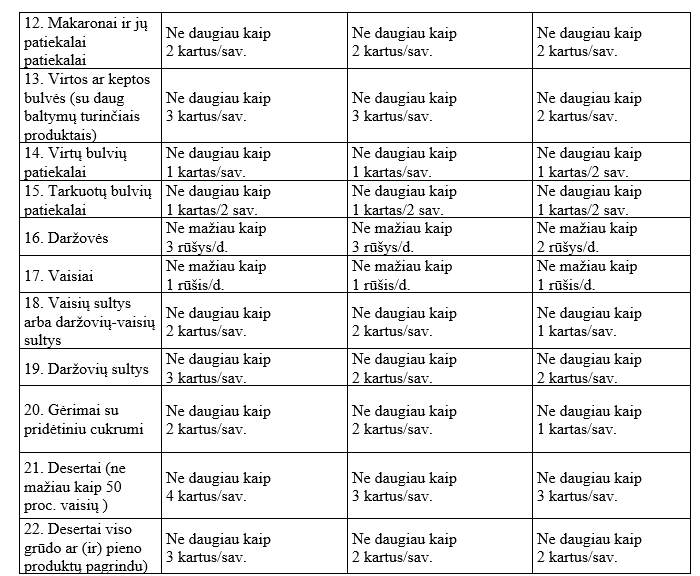 12. Makaronai ir jų
patiekalai
patiekalai
Ne daugiau kaip
2 kartus/sav.
Ne daugiau kaip
2 kartus/sav.
Ne daugiau kaip
2 kartus/sav.
13. Virtos ar keptos
bulvės (su daug
baltymų turinčiais
produktais)
Ne daugiau kaip
3 kartus/sav.
Ne daugiau kaip
3 kartus/sav.
Ne daugiau kaip
2 kartus/sav.
14. Virtų bulvių
patiekalai
Ne daugiau kaip
1 kartas/sav.
Ne daugiau kaip
1 kartas/sav.
Ne daugiau kaip
1 kartas/2 sav.
15. Tarkuotų bulvių
patiekalai
Ne daugiau kaip
1 kartas/2 sav.
Ne daugiau kaip
1 kartas/2 sav.
Ne daugiau kaip
1 kartas/2 sav.
16. Daržovės
Ne mažiau kaip
3 rūšys/d.
Ne mažiau kaip
3 rūšys/d.
Ne mažiau kaip
2 rūšys/d.
17. Vaisiai
Ne mažiau kaip
1 rūšis/d.
Ne mažiau kaip
1 rūšis/d.
Ne mažiau kaip
1 rūšis/d.
18. Vaisių sultys
arba daržovių-vaisių
sultys
Ne daugiau kaip
2 kartus/sav.
Ne daugiau kaip
2 kartus/sav.
Ne daugiau kaip
1 kartas/sav.
19. Daržovių sultys
Ne daugiau kaip
3 kartus/sav.
Ne daugiau kaip
2 kartus/sav.
Ne daugiau kaip
2 kartus/sav.
20. Gėrimai su
pridėtiniu cukrumi
Ne daugiau kaip
2 kartus/sav.
Ne daugiau kaip
2 kartus/sav.
Ne daugiau kaip
1 kartas/sav.
21. Desertai (ne
mažiau kaip 50
proc. vaisių )
Ne daugiau kaip
4 kartus/sav.
Ne daugiau kaip
3 kartus/sav.
Ne daugiau kaip
3 kartus/sav.
22. Desertai viso
grūdo ar (ir) pieno
produktų pagrindu)
Ne daugiau kaip
3 kartus/sav.
Ne daugiau kaip
2 kartus/sav.
Ne daugiau kaip
2 kartus/sav.